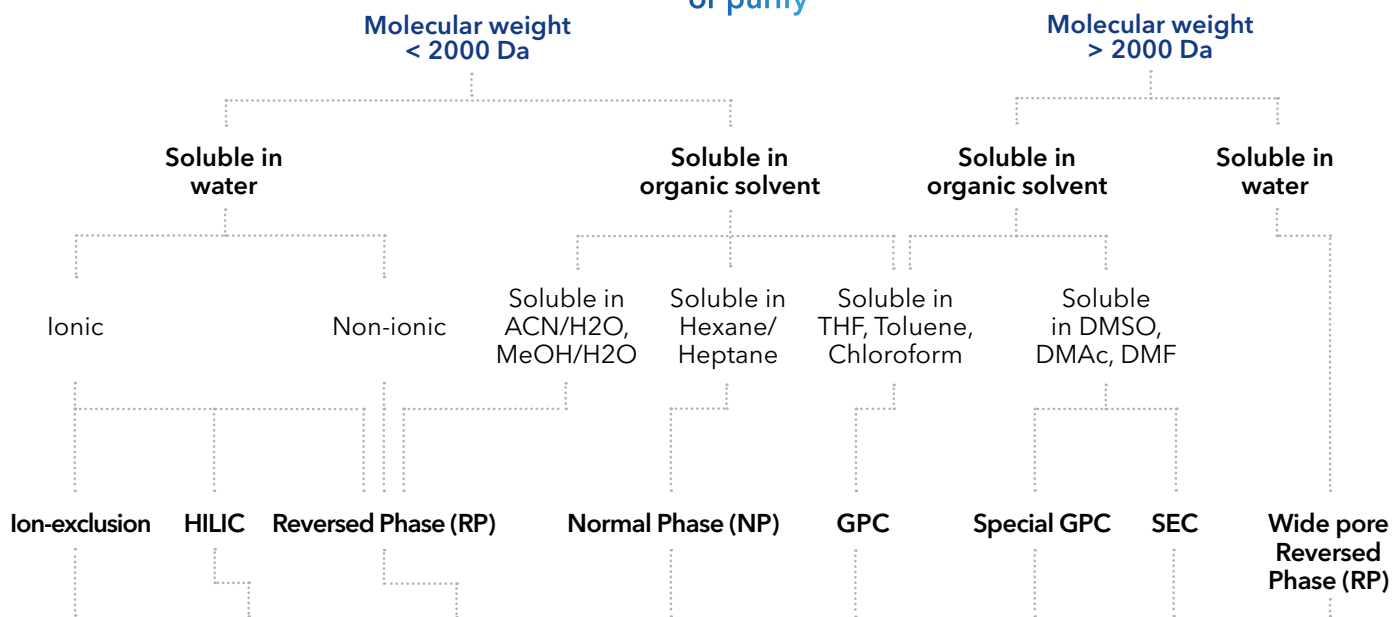 or purify
Molecular weight
< 2000 Da
Molecular weight
> 2000 Da
Soluble in
water
Soluble in
organic solvent
Soluble in
organic solvent
Soluble in
water
Ionic
Non-ionic
Soluble in
ACN/H2O,
MeOH/H2O
Soluble in
Hexane/
Heptane
Soluble in
THF, Toluene,
Chloroform
Soluble
in DMSO,
DMAc, DMF
Ion-exclusion
HILIC
Reversed Phase (RP)
Normal Phase (NP)
GPC
Special GPC
SEC
Wide pore
Reversed
Phase (RP)